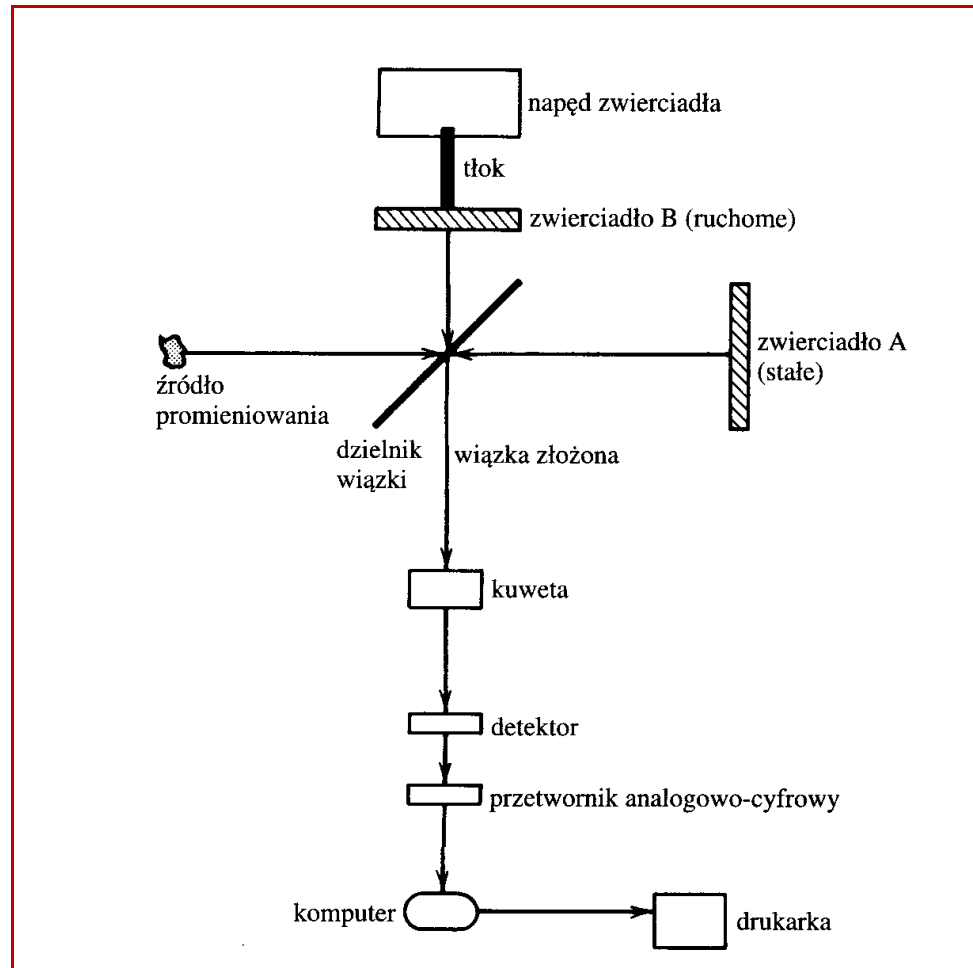 napęd zwierciadła
tłok
zwierciadło B (ruchome)
zwierciadło A
(stałe)
źródło
promieniowania
dzielnik
wiązki
wiązka złożona
kuweta
detektor
przetwornik analogowo-cyfrowy
komputer
drukarka